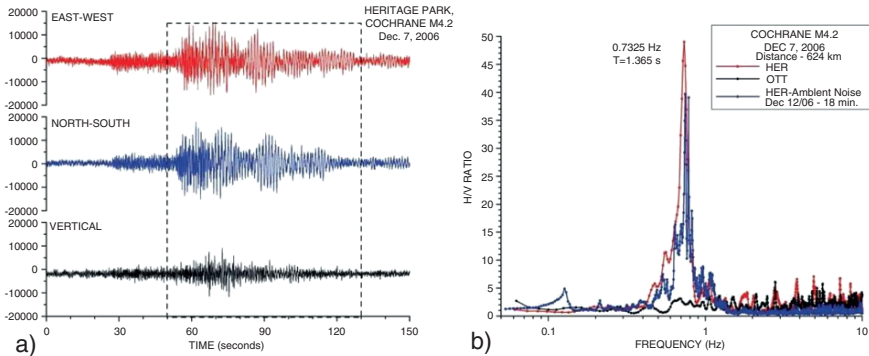 EAST-WEST
HERITAGE PARK,
COCHRANE M4.2
Dec. 7, 2006
20000
10000
0
-10000
-20000
NORTH-SOUTH
20000
10000
0
-10000
20000
VERTICAL
20000
10000
0
-10000
-20000
0 30 60 90 120 150
TIME (seconds)
a)
50
45
40
35
30
25
20
15
10
5
0
H/V RATIO
0.7325 Hz
T=1.365 s
COCHRANE M4.2
DEC 7, 2006
Distance - 624 km
HER
OTT
HER-Ambient Noise
Dec 12/06 - 18 min.
0.1 1 10
FREQUENCY (Hz)
b)